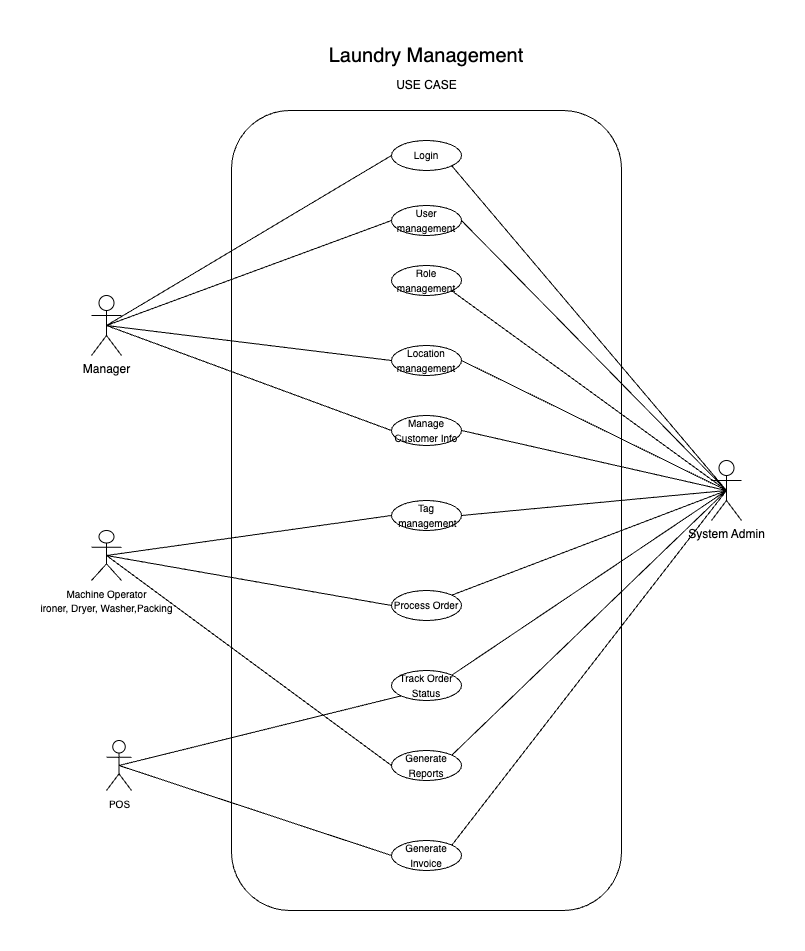 Laundry Management
USE CASE
Login
User
management
Role
management
Manager
Location
management
Manage
Customer Info
Tag
management
System Admin
Machine Operator
ironer, Dryer, Washer,Packing
Process Order
Track Order
Status
Generate
Reports
POS
Generate
Invoice